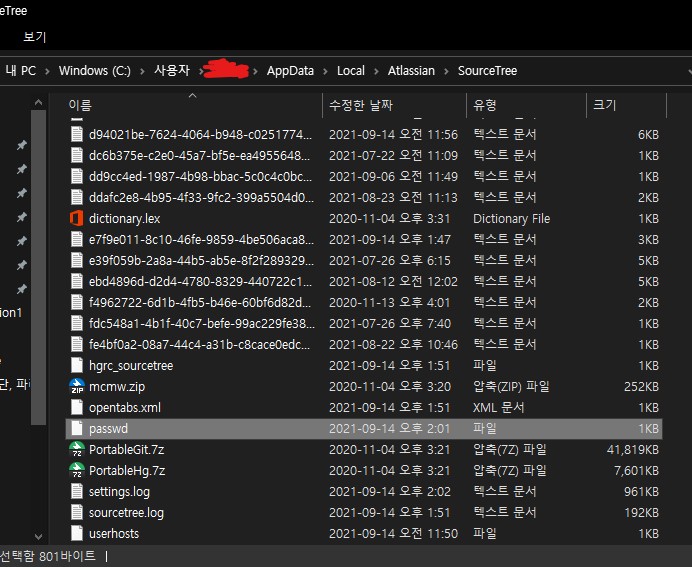 eTree
보기
내 PC > Windows (C:) > 사용자 > AppData > Local > Atlassian > SourceTree
이름 수정한 날짜 유형 크기
d94021be-7624-4064-b948-c0251774... 2021-09-14 오전 11:56 텍스트 문서 6KB
dc6b375e-c2e0-45a7-bf5e-ea4955648... 2021-07-22 오전 11:09 텍스트 문서 1KB
dd9cc4ed-1987-4b98-bbac-5c0c4c0bc... 2021-09-06 오전 11:49 텍스트 문서 1KB
ddafc2e8-4b95-4f33-9fc2-399a5504d0... 2021-08-23 오전 11:13 텍스트 문서 2KB
dictionary.lex 2020-11-04 오후 3:31 Dictionary File 1KB
e7f9e011-8c10-46fe-9859-4be506aca8... 2021-09-14 오후 1:47 텍스트 문서 3KB
e39f059b-2a8a-44b5-ab5e-8f2f289329... 2021-07-26 오후 6:15 텍스트 문서 5KB
ebd4896d-d2d4-4780-8329-440722c1... 2021-08-12 오전 12:02 텍스트 문서 5KB
f4962722-6d1b-4fb5-b46e-60bf6d82d... 2020-11-13 오후 4:01 텍스트 문서 2KB
fdc548a1-4b1f-40c7-befe-99ac229fe38... 2021-07-26 오후 7:40 텍스트 문서 1KB
fe4bf0a2-08a7-44c4-a31b-c8cace0edc... 2021-08-22 오후 10:46 텍스트 문서 1KB
hgrc_sourcetree 2021-09-14 오후 1:51 파일 1KB
mcmw.zip 2020-11-04 오후 3:20 압축(ZIP) 파일 252KB
opentabs.xml 2021-09-14 오후 1:51 XML 문서 1KB
passwd 2021-09-14 오후 2:01 파일 1KB
PortableGit.7z 2020-11-04 오후 3:21 압축(7Z) 파일 41,819KB
PortableHg.7z 2020-11-04 오후 3:21 압축(7Z) 파일 7,601KB
settings.log 2021-09-14 오후 2:02 텍스트 문서 961KB
sourcetree.log 2021-09-14 오후 1:51 텍스트 문서 192KB
userhosts 2021-09-14 오전 11:50 파일 1KB
ion1
단, 파
선택함 801바이트